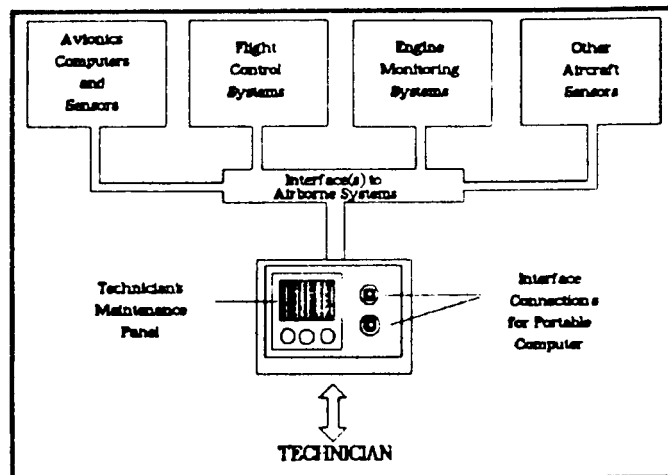 Avionics
Computers
and
Sensors
Flight
Control
Systems
Engine
Monitoring
Systems
Other
Aircraft
Sensors
Interface(s) to
Airborne Systems
Technician's
Maintenance
Panel
Interface
Connections
for Portable
Computer
TECHNICIAN